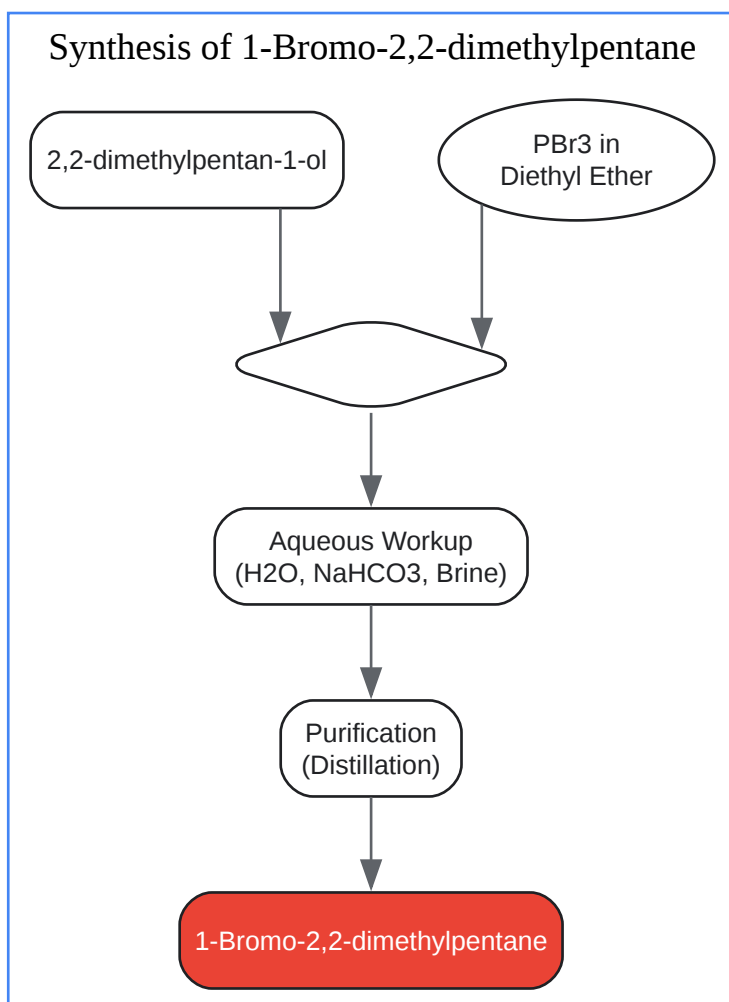 Synthesis of 1-Bromo-2,2-dimethylpentane
2,2-dimethylpentan-1-ol
PBr3 in
Diethyl Ether
Aqueous Workup
(H2O, NaHCO3, Brine)
Purification
(Distillation)
1-Bromo-2,2-dimethylpentane